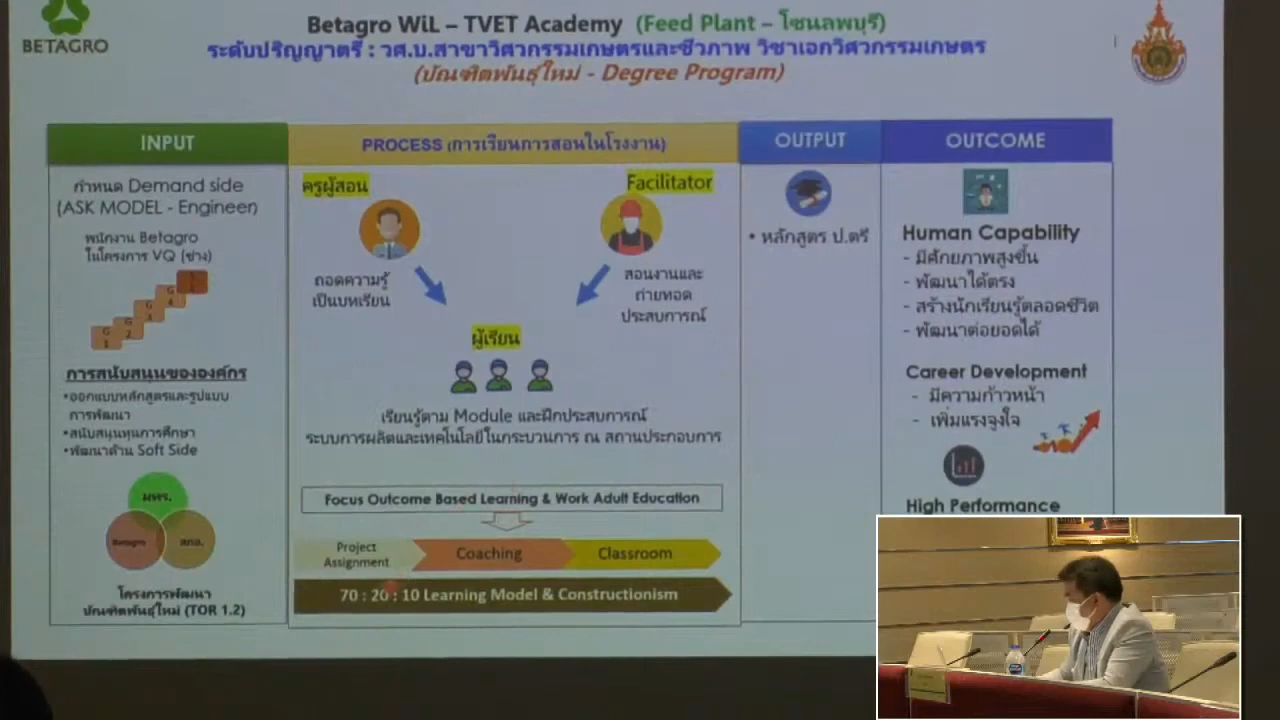 BETAGRO
Betagro WiL – TVET Academy (Feed Plant – โซนลพบุรี)
ระดับปริญญาตรี : วศ.บ.สาขาวิศวกรรมเกษตรและชีวภาพ วิชาเอกวิศวกรรมเกษตร
(บัณฑิตพันธุ์ใหม่ - Degree Program)
INPUT
กำหนด Demand side
(ASK MODEL - Engineer)
พนักงาน Betagro
ในโครงการ VQ (ช่าง)
G
4
G
3
G
2
G
1
การสนับสนุนขององค์กร
•ออกแบบหลักสูตรและรูปแบบ
การพัฒนา
•สนับสนุนทุนการศึกษา
•พัฒนาด้าน Soft Side
มทร.
Betagro
สถอ.
โครงการพัฒนา
บัณฑิตพันธุ์ใหม่ (TOR 1.2)
PROCESS (การเรียนการสอนในโรงงาน)
ครูผู้สอน
Facilitator
ถอดความรู้
เป็นบทเรียน
สอนงานและ
ถ่ายทอด
ประสบการณ์
ผู้เรียน
เรียนรู้ตาม Module และฝึกประสบการณ์
ระบบการผลิตและเทคโนโลยีในกระบวนการ ณ สถานประกอบการ
Focus Outcome Based Learning & Work Adult Education
Project
Assignment
Coaching
Classroom
70 : 20 : 10 Learning Model & Constructionism
OUTPUT
• หลักสูตร ป.ตรี
OUTCOME
Human Capability
- มีศักยภาพสูงขึ้น
- พัฒนาได้ตรง
- สร้างนักเรียนรู้ตลอดชีวิต
- พัฒนาต่อยอดได้
Career Development
- มีความก้าวหน้า
- เพิ่มแรงจูงใจ
High Performance